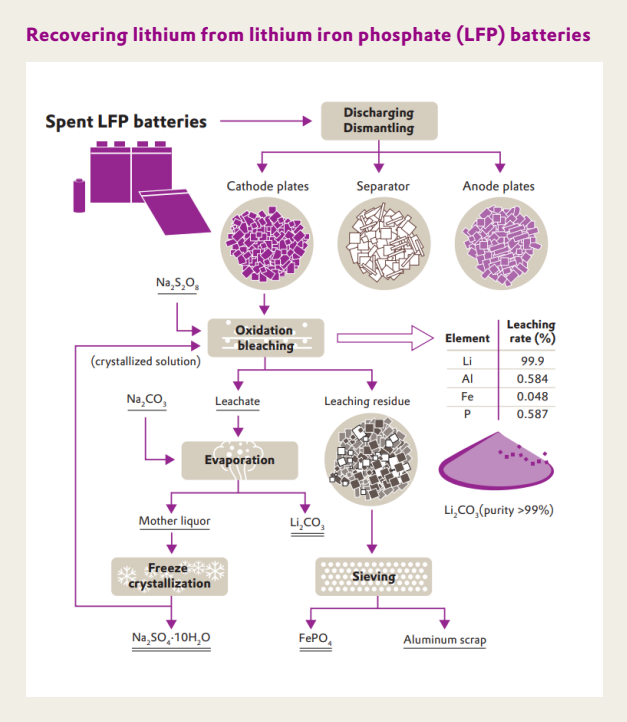 Recovering lithium from lithium iron phosphate (LFP) batteries
Spent LFP batteries
Discharging
Dismantling
Cathode plates
Separator
Anode plates
Na₂S₂O₈
Oxidation
bleaching
(crystallized solution)
Element
Leaching
rate (%)
Li 99.9
Al 0.584
Fe 0.048
P 0.587
Na₂CO₃
Leachate
Leaching residue
Evaporation
Li₂CO₃(purity >99%)
Mother liquor
Li₂CO₃
Freeze
crystallization
Sieving
Na₂SO₄·10H₂O
FePO₄
Aluminum scrap